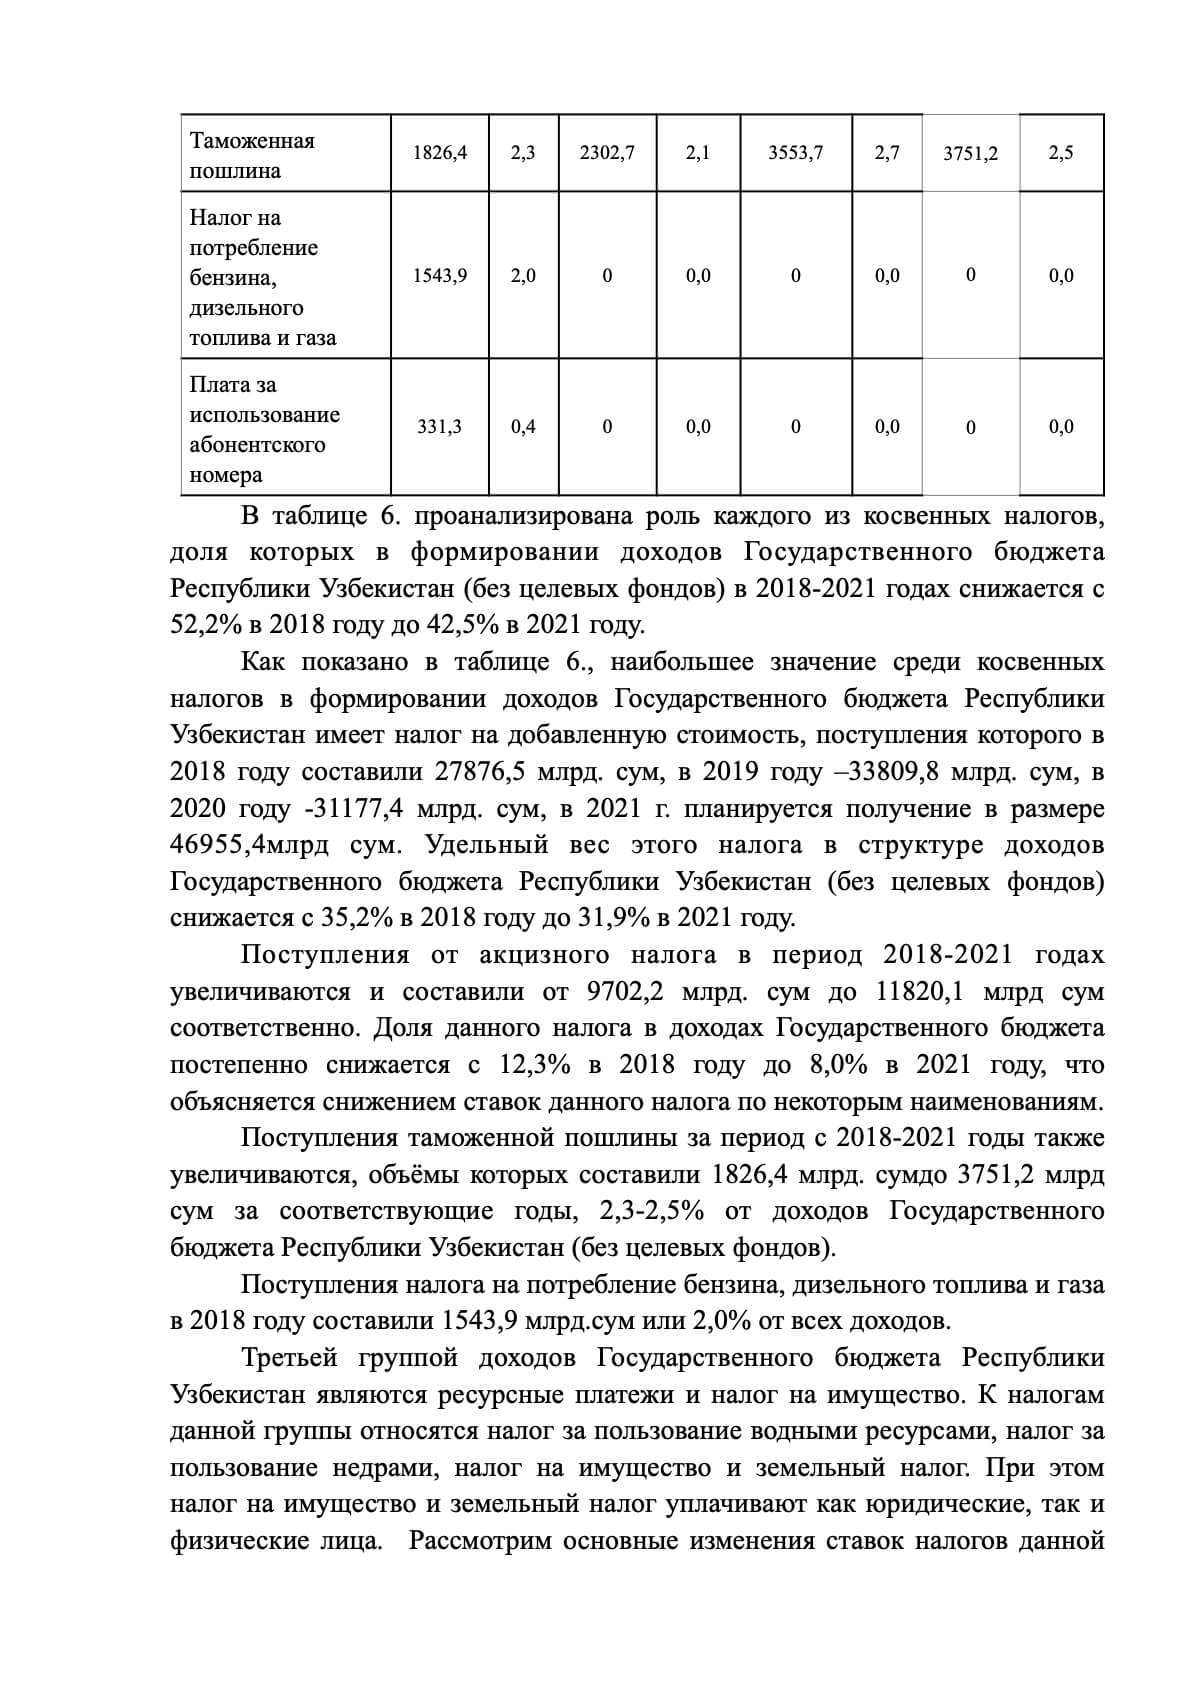 Таможенная
пошлина
1826,4 2,3 2302,7 2,1 3553,7 2,7 3751,2 2,5
Налог на
потребление
бензина,
дизельного
топлива и газа
1543,9 2,0 0 0,0 0 0,0 0 0,0
Плата за
использование
абонентского
номера
331,3 0,4 0 0,0 0 0,0 0 0,0
В таблице 6. проанализирована роль каждого из косвенных налогов,
доля которых в формировании доходов Государственного бюджета
Республики Узбекистан (без целевых фондов) в 2018-2021 годах снижается с
52,2% в 2018 году до 42,5% в 2021 году.
Как показано в таблице 6., наибольшее значение среди косвенных
налогов в формировании доходов Государственного бюджета Республики
Узбекистан имеет налог на добавленную стоимость, поступления которого в
2018 году составили 27876,5 млрд. сум, в 2019 году –33809,8 млрд. сум, в
2020 году -31177,4 млрд. сум, в 2021 г. планируется получение в размере
46955,4млрд сум. Удельный вес этого налога в структуре доходов
Государственного бюджета Республики Узбекистан (без целевых фондов)
снижается с 35,2% в 2018 году до 31,9% в 2021 году.
Поступления от акцизного налога в период 2018-2021 годах
увеличиваются и составили от 9702,2 млрд. сум до 11820,1 млрд сум
соответственно. Доля данного налога в доходах Государственного бюджета
постепенно снижается с 12,3% в 2018 году до 8,0% в 2021 году, что
объясняется снижением ставок данного налога по некоторым наименованиям.
Поступления таможенной пошлины за период с 2018-2021 годы также
увеличиваются, объёмы которых составили 1826,4 млрд. сумдо 3751,2 млрд
сум за соответствующие годы, 2,3-2,5% от доходов Государственного
бюджета Республики Узбекистан (без целевых фондов).
Поступления налога на потребление бензина, дизельного топлива и газа
в 2018 году составили 1543,9 млрд.сум или 2,0% от всех доходов.
Третьей группой доходов Государственного бюджета Республики
Узбекистан являются ресурсные платежи и налог на имущество. К налогам
данной группы относятся налог за пользование водными ресурсами, налог за
пользование недрами, налог на имущество и земельный налог. При этом
налог на имущество и земельный налог уплачивают как юридические, так и
физические лица. Рассмотрим основные изменения ставок налогов данной